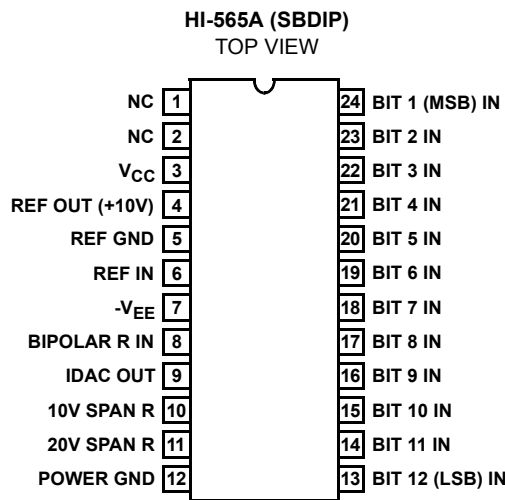 HI-565A (SBDIP)
TOP VIEW
NC 1 24 BIT 1 (MSB) IN
NC 2 23 BIT 2 IN
VCC 3 22 BIT 3 IN
REF OUT (+10V) 4 21 BIT 4 IN
REF GND 5 20 BIT 5 IN
REF IN 6 19 BIT 6 IN
-VEE 7 18 BIT 7 IN
BIPOLAR R IN 8 17 BIT 8 IN
IDAC OUT 9 16 BIT 9 IN
10V SPAN R 10 15 BIT 10 IN
20V SPAN R 11 14 BIT 11 IN
POWER GND 12 13 BIT 12 (LSB) IN